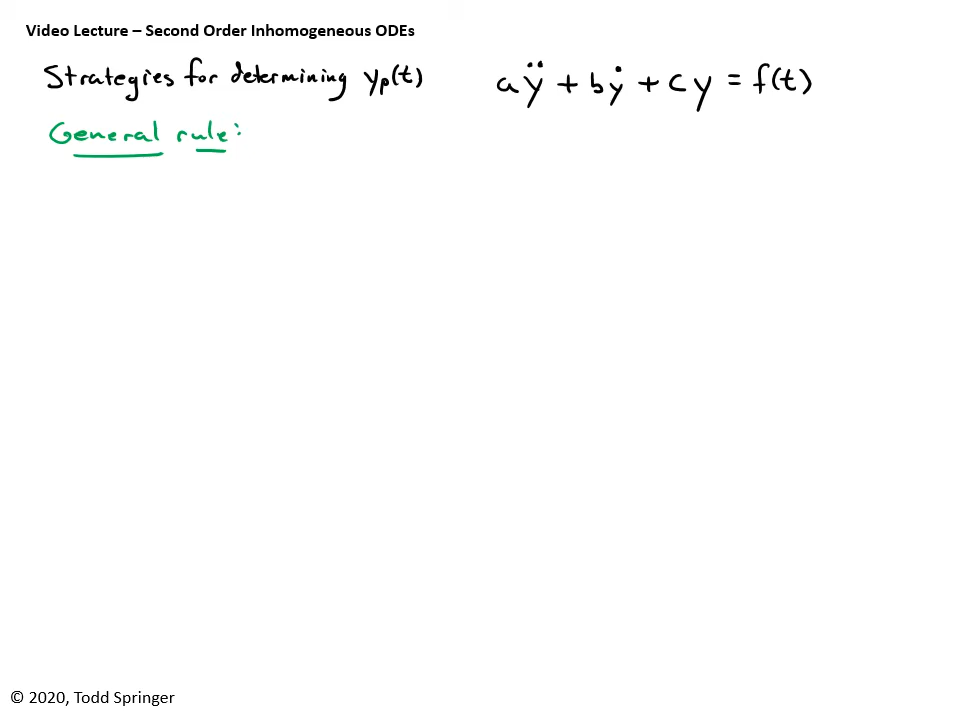 Video Lecture – Second Order Inhomogeneous ODEs
Strategies for determining yₚ(t)
aÿ + bẏ + cy = f(t)
General rule:
© 2020, Todd Springer